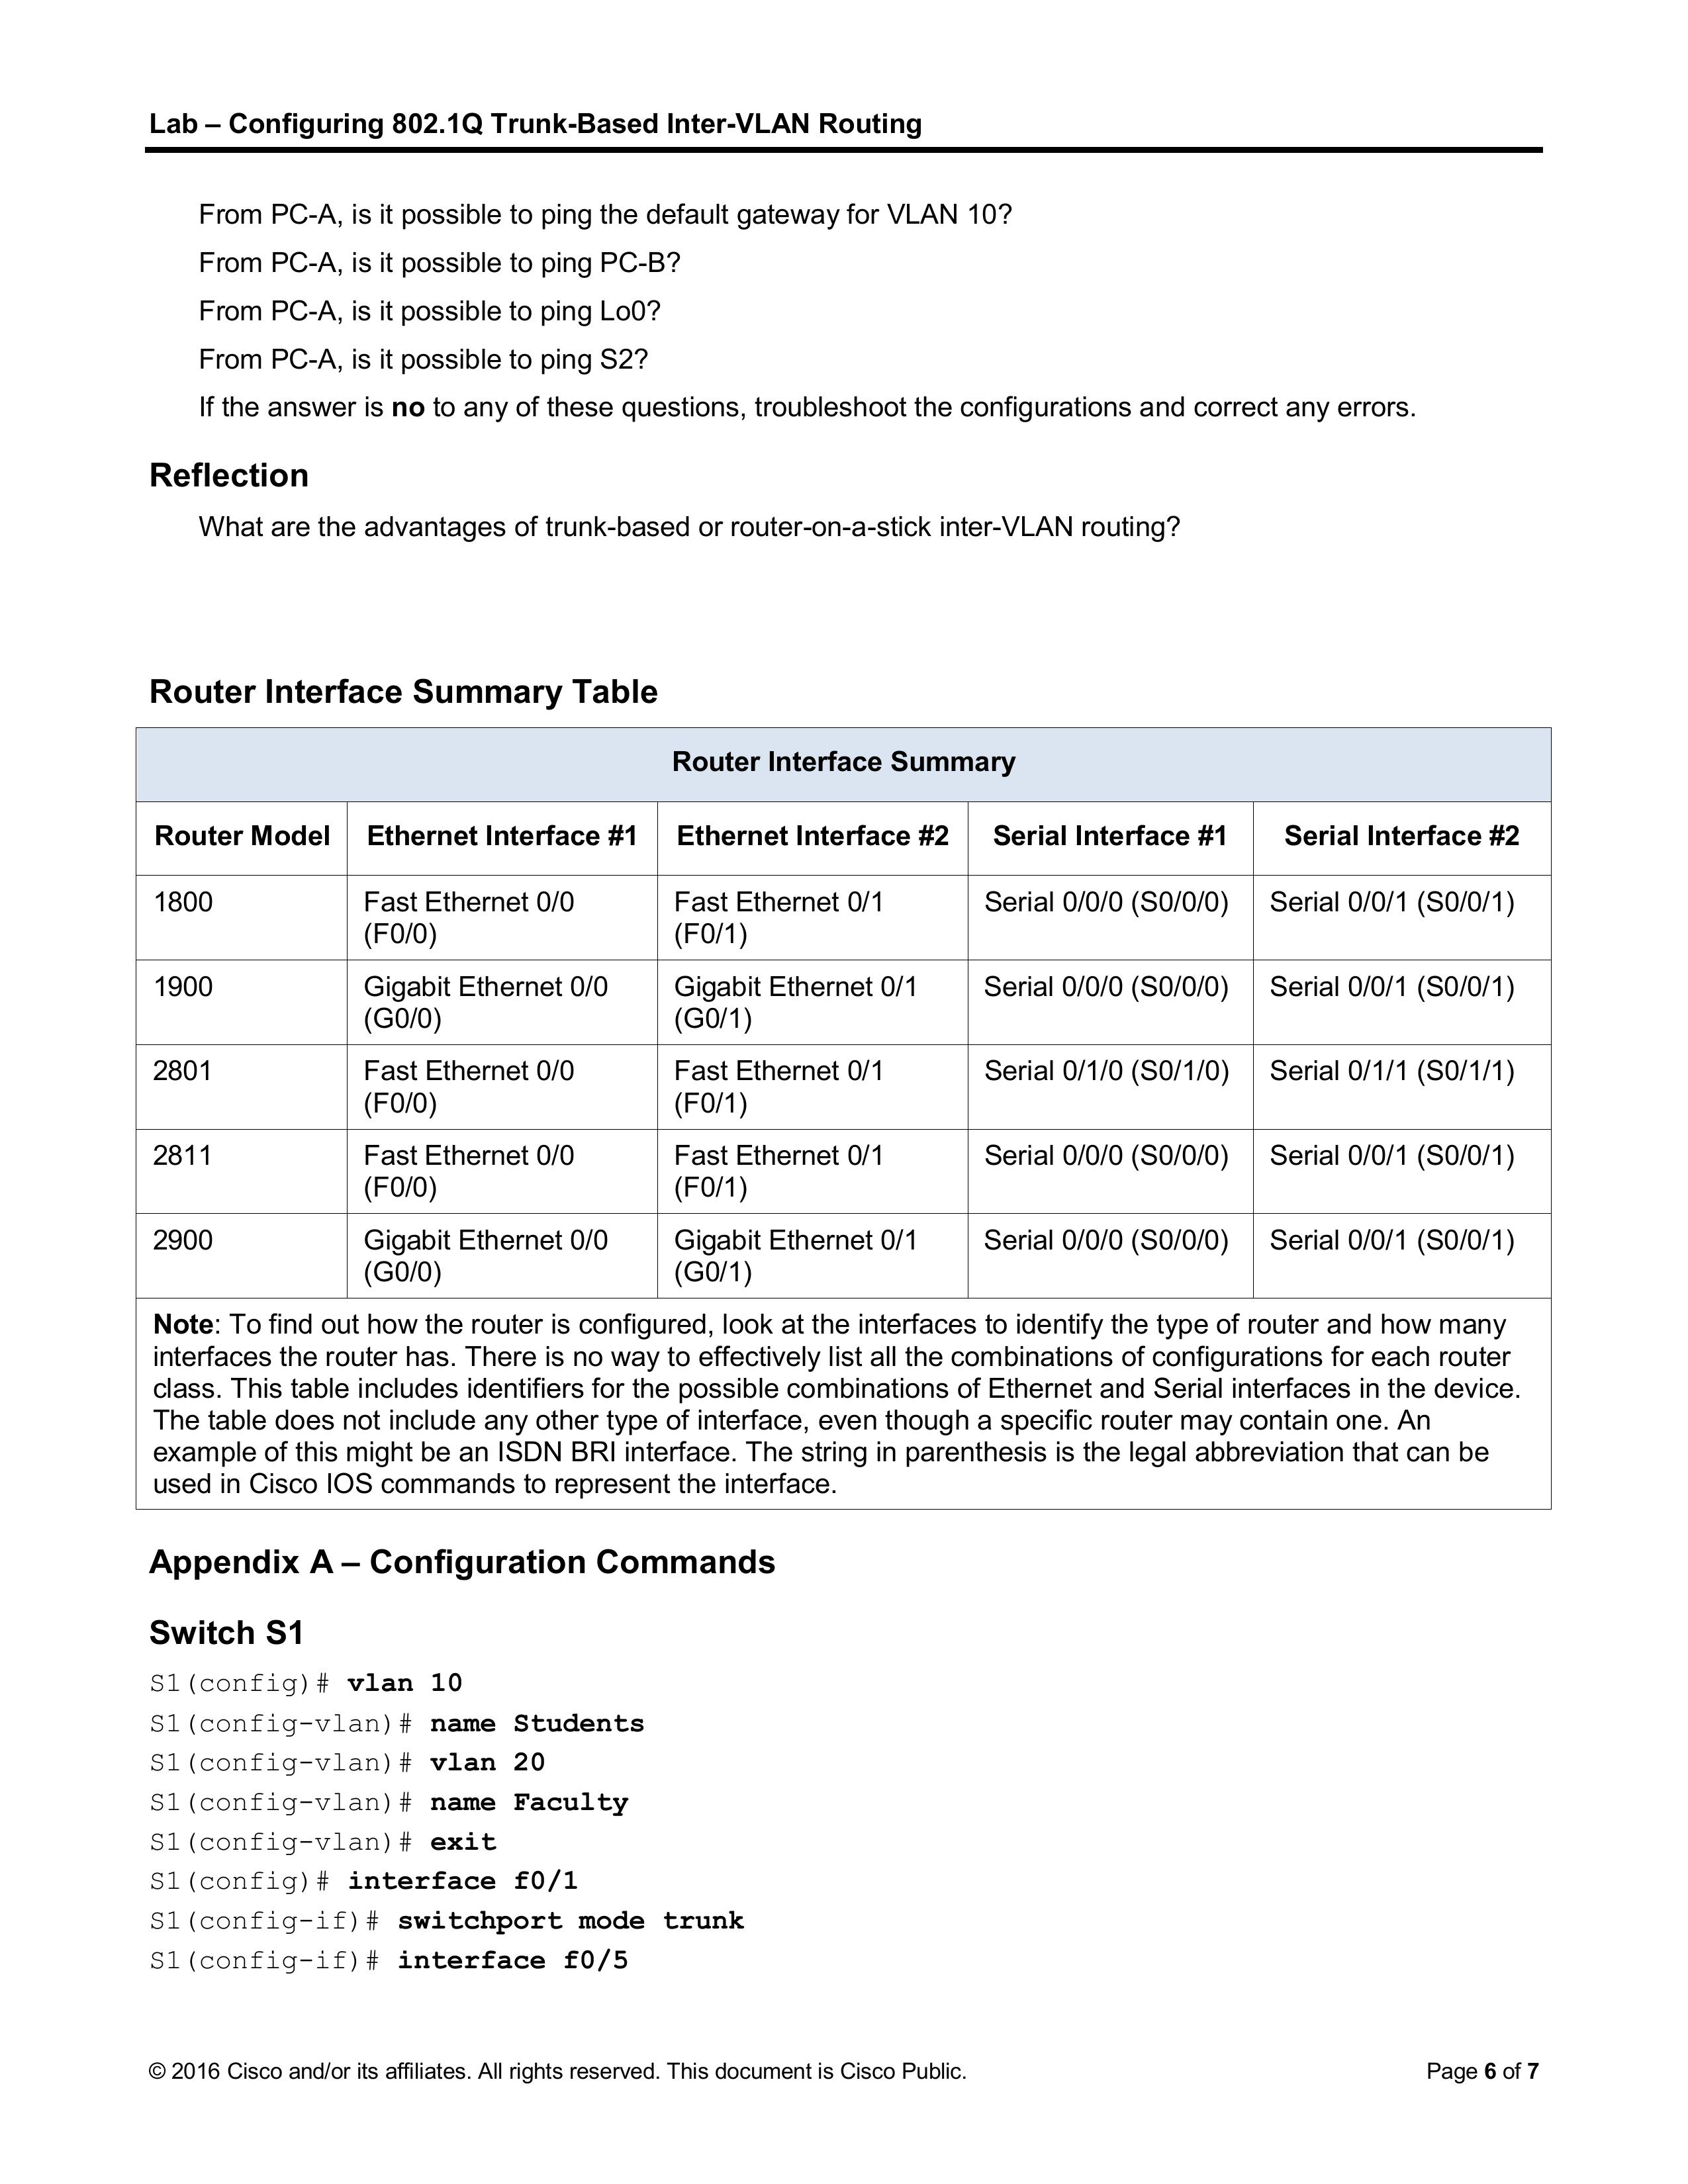 Lab – Configuring 802.1Q Trunk-Based Inter-VLAN Routing
From PC-A, is it possible to ping the default gateway for VLAN 10?
From PC-A, is it possible to ping PC-B?
From PC-A, is it possible to ping Lo0?
From PC-A, is it possible to ping S2?
If the answer is no to any of these questions, troubleshoot the configurations and correct any errors.
Reflection
What are the advantages of trunk-based or router-on-a-stick inter-VLAN routing?
Router Interface Summary Table
Router Interface Summary
Router Model Ethernet Interface #1 Ethernet Interface #2 Serial Interface #1 Serial Interface #2
1800 Fast Ethernet 0/0 Fast Ethernet 0/1 Serial 0/0/0 (S0/0/0) Serial 0/0/1 (S0/0/1)
(F0/0) (F0/1)
1900 Gigabit Ethernet 0/0 Gigabit Ethernet 0/1 Serial 0/0/0 (S0/0/0) Serial 0/0/1 (S0/0/1)
(G0/0) (G0/1)
2801 Fast Ethernet 0/0 Fast Ethernet 0/1 Serial 0/1/0 (S0/1/0) Serial 0/1/1 (S0/1/1)
(F0/0) (F0/1)
2811 Fast Ethernet 0/0 Fast Ethernet 0/1 Serial 0/0/0 (S0/0/0) Serial 0/0/1 (S0/0/1)
(F0/0) (F0/1)
2900 Gigabit Ethernet 0/0 Gigabit Ethernet 0/1 Serial 0/0/0 (S0/0/0) Serial 0/0/1 (S0/0/1)
(G0/0) (G0/1)
Note: To find out how the router is configured, look at the interfaces to identify the type of router and how many
interfaces the router has. There is no way to effectively list all the combinations of configurations for each router
class. This table includes identifiers for the possible combinations of Ethernet and Serial interfaces in the device.
The table does not include any other type of interface, even though a specific router may contain one. An
example of this might be an ISDN BRI interface. The string in parenthesis is the legal abbreviation that can be
used in Cisco IOS commands to represent the interface.
Appendix A – Configuration Commands
Switch S1
S1(config)# vlan 10
S1(config-vlan)# name Students
S1(config-vlan)# vlan 20
S1(config-vlan)# name Faculty
S1(config-vlan)# exit
S1(config)# interface f0/1
S1(config-if)# switchport mode trunk
S1(config-if)# interface f0/5
© 2016 Cisco and/or its affiliates. All rights reserved. This document is Cisco Public. Page 6 of 7